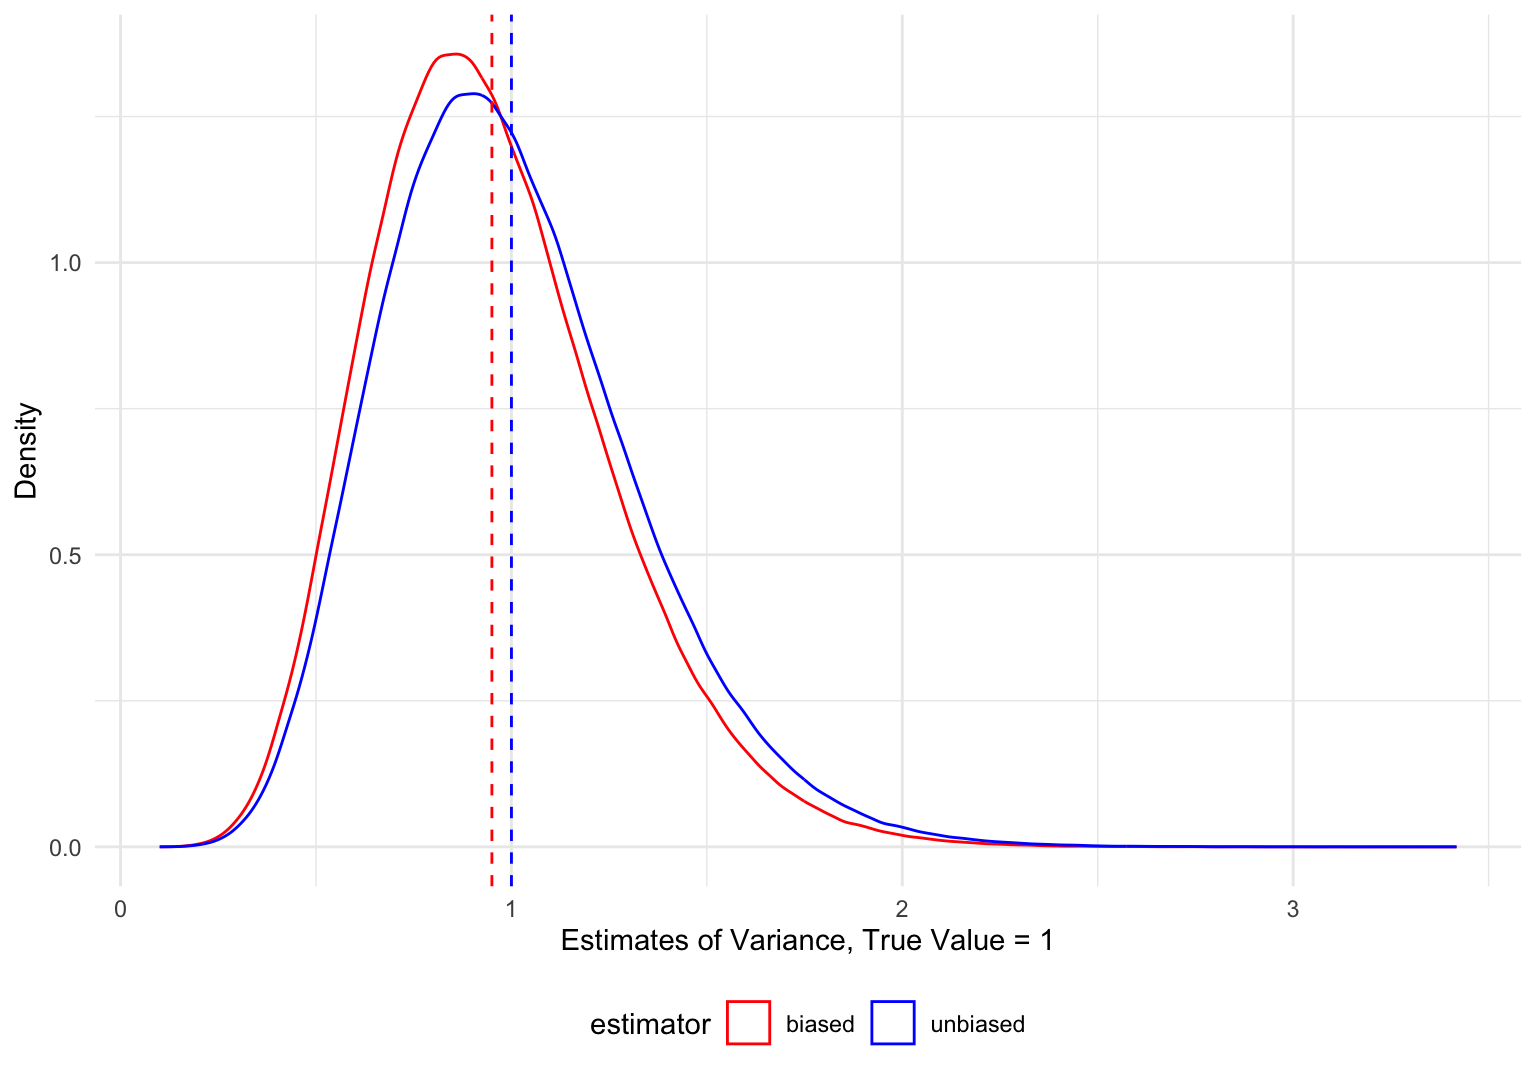 Density
1.0
0.5
0.0
0 1 2 3
Estimates of Variance, True Value = 1
estimator biased unbiased